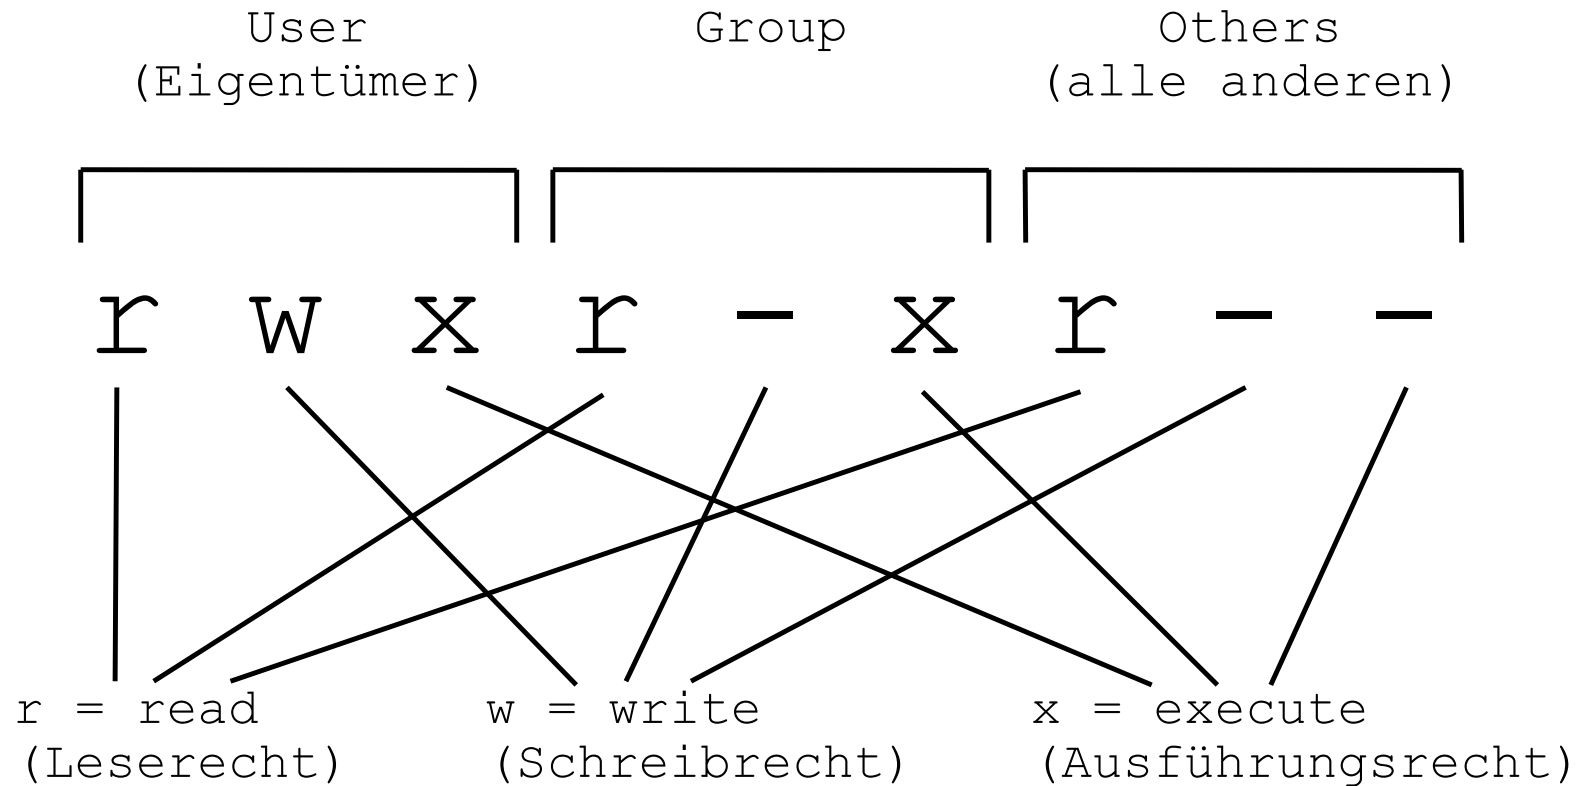 User Group Others
(Eigentümer) (alle anderen)
r w x r - x r - -
r = read w = write x = execute
(Leserecht) (Schreibrecht) (Ausführungsrecht)